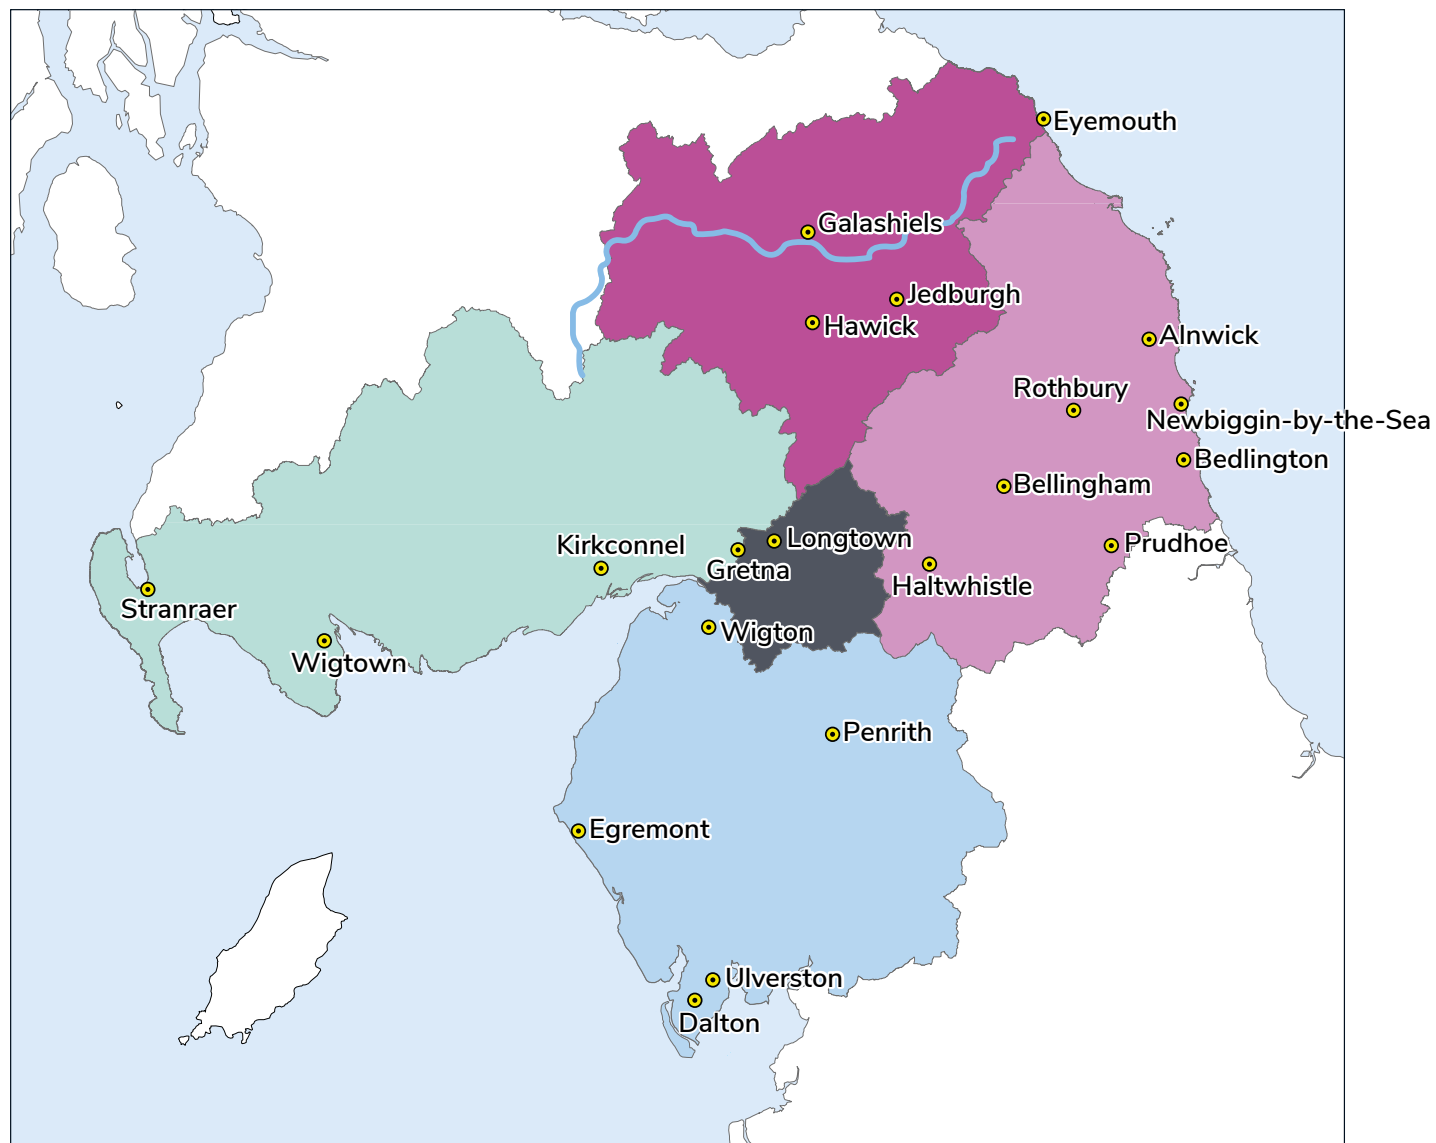 Eyemouth
Galashiels
Jedburgh
Hawick
Alnwick
Rothbury
Newbiggin-by-the-Sea
Bedlington
Bellingham
Longtown
Kirkconnel
Prudhoe
Gretna
Haltwhistle
Stranraer
Wigton
Wigtown
Penrith
Egremont
Ulverston
Dalton